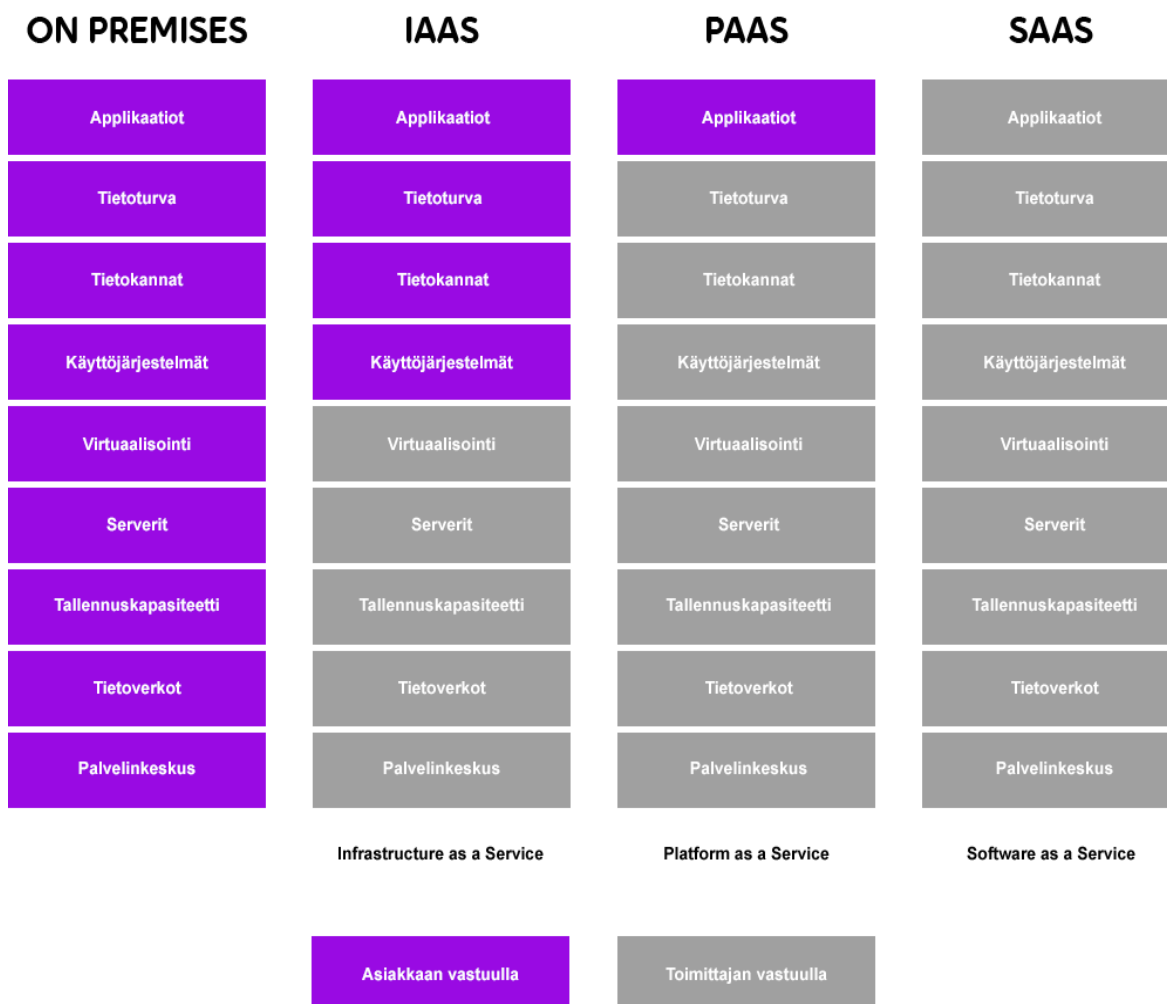 ON PREMISES IAAS PAAS SAAS
Applikaatiot Applikaatiot Applikaatiot Applikaatiot
Tietoturva Tietoturva Tietoturva Tietoturva
Tietokannat Tietokannat Tietokannat Tietokannat
Käyttöjärjestelmät Käyttöjärjestelmät Käyttöjärjestelmät Käyttöjärjestelmät
Virtuaalisointi Virtuaalisointi Virtuaalisointi Virtuaalisointi
Serverit Serverit Serverit Serverit
Tallennuskapasiteetti Tallennuskapasiteetti Tallennuskapasiteetti Tallennuskapasiteetti
Tietoverkot Tietoverkot Tietoverkot Tietoverkot
Palvelinkeskus Palvelinkeskus Palvelinkeskus Palvelinkeskus
Infrastructure as a Service Platform as a Service Software as a Service
Asiakkaan vastuulla Toimittajan vastuulla